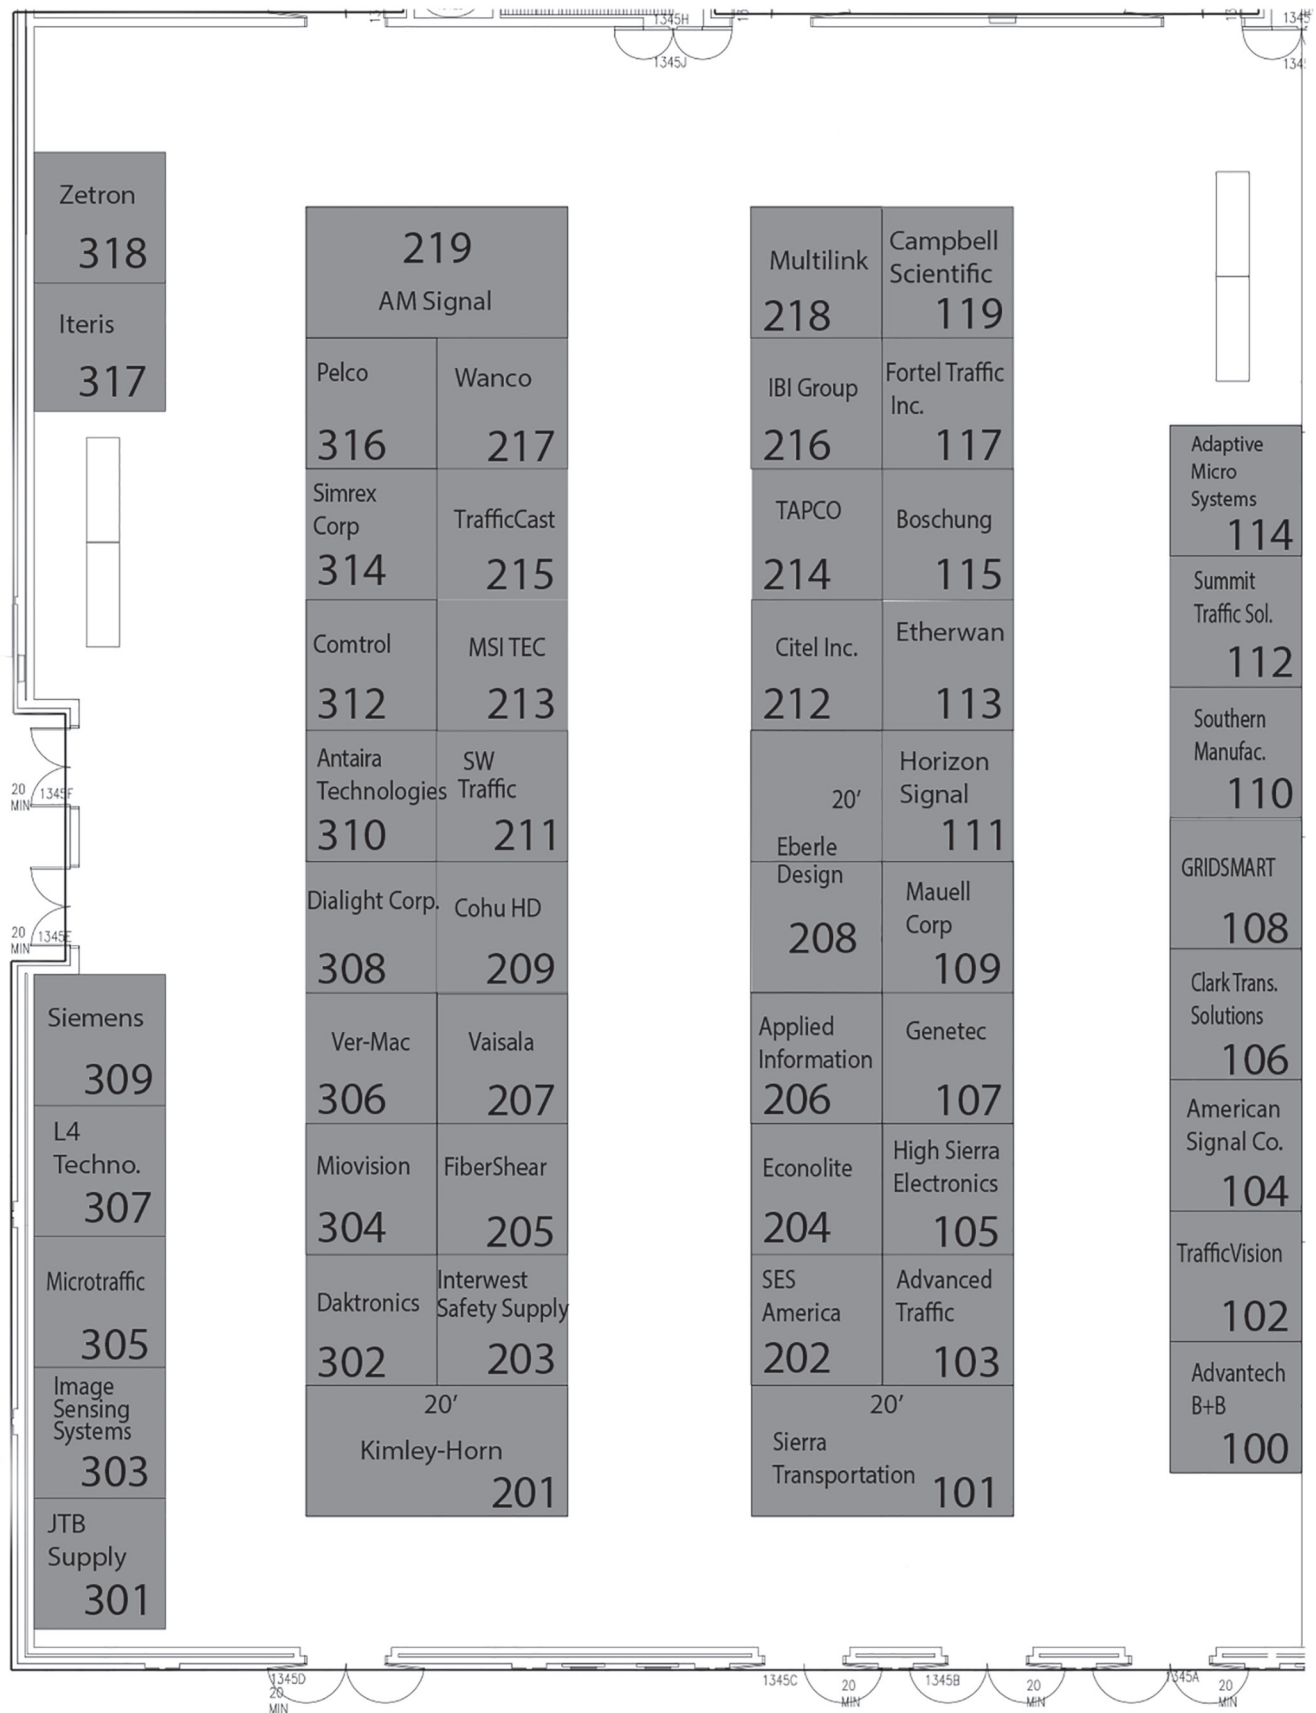 1345H
1345J
Zetron
318
Iteris
317
219
AM Signal
Pelco
316
Wanco
217
Simrex
Corp
314
TrafficCast
215
Comtrol
312
MSI TEC
213
Antaira
Technologies
310
SW
Traffic
211
Dialight Corp.
308
Cohu HD
209
Ver-Mac
306
Vaisala
207
Miovision
304
FiberShear
205
Daktronics
302
Interwest
Safety Supply
203
20'
Kimley-Horn
201
Multilink
218
Campbell
Scientific
119
IBI Group
216
Fortel Traffic
Inc.
117
TAPCO
214
Boschung
115
Citel Inc.
212
Etherwan
113
20'
Eberle
Design
208
Horizon
Signal
111
Mauell
Corp
109
Applied
Information
206
Genetec
107
Econolite
204
High Sierra
Electronics
105
SES
America
202
Advanced
Traffic
103
20'
Sierra
Transportation
101
Adaptive
Micro
Systems
114
Summit
Traffic Sol.
112
Southern
Manufac.
110
GRIDSMART
108
Clark Trans.
Solutions
106
American
Signal Co.
104
TrafficVision
102
Advantech
B+B
100
20
MIN
1345F
20
MIN
1345E
Siemens
309
L4
Techno.
307
Microtraffic
305
Image
Sensing
Systems
303
JTB
Supply
301
1345D
20
MIN
1345C
20
MIN
1345B
20
MIN
1345A
20
MIN